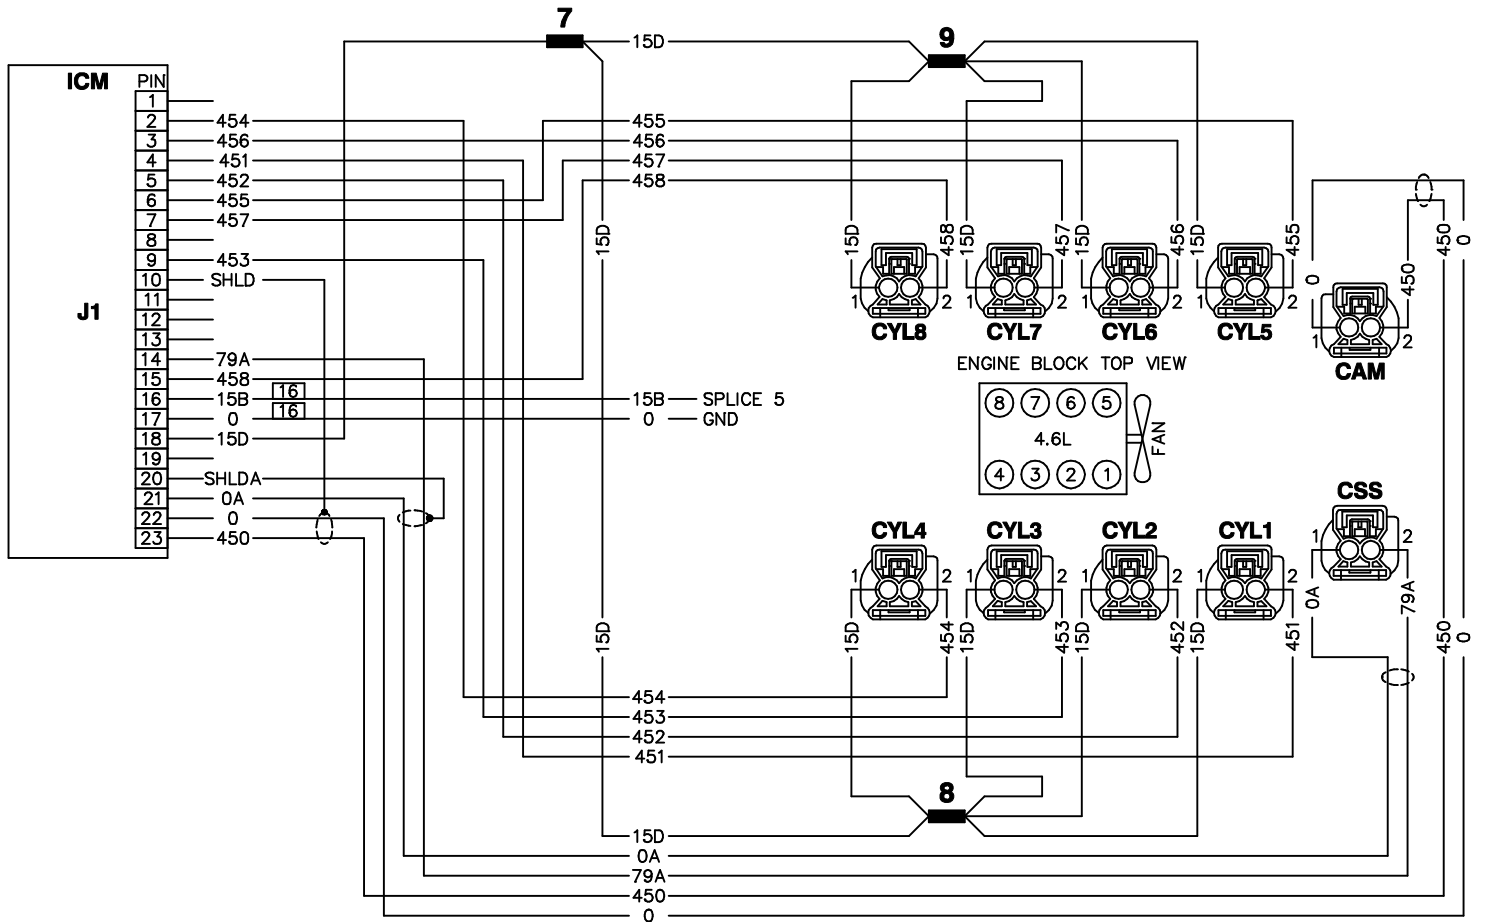 7
15D
9
ICM
PIN
1
2 454 455
3 456 456
4 451 457
5 452 458
6 455
7 457
8
9 453
10 SHLD
J1
11
12
13
14 79A
15 458
16 15B 16 15B SPLICE 5
17 0 16 0 GND
18 15D
19
20 SHLDA
21 0A
22 0
23 450
15D
15D 458 15D 457 15D 456 15D 455
0 450 450 0
1 2 1 2 1 2 1 2
CYL8 CYL7 CYL6 CYL5
1 2
CAM
ENGINE BLOCK TOP VIEW
8 7 6 5
4.6L
FAN
4 3 2 1
CSS
1 2
0A 79A
CYL4 CYL3 CYL2 CYL1
1 2 1 2 1 2 1 2
15D
15D 454 15D 453 15D 452 15D 451
450 0
454
453
452
451
8
15D
0A
79A
450
0